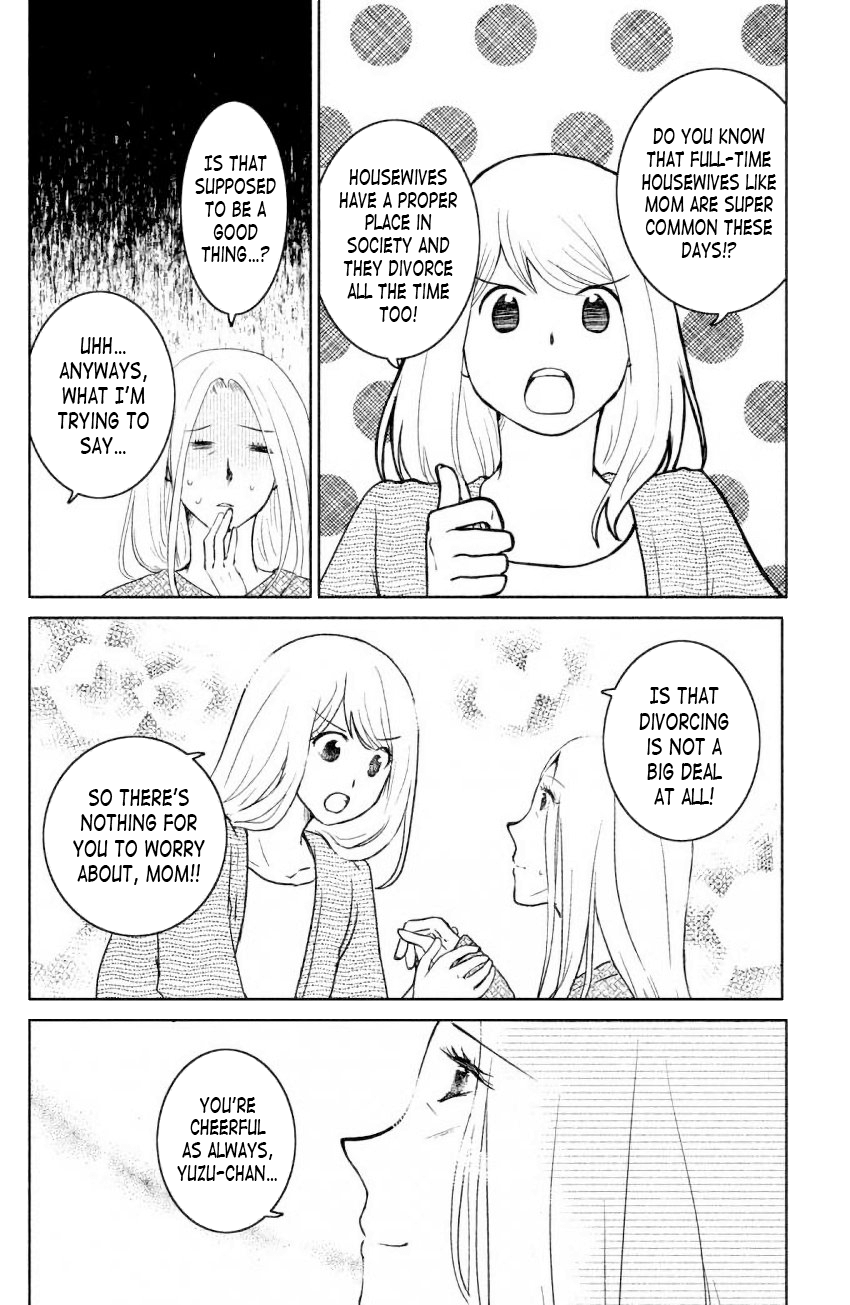 DO YOU KNOW
THAT FULL-TIME
HOUSEWIVES LIKE
MOM ARE SUPER
COMMON THESE
DAYS!?
HOUSEWIVES
HAVE A PROPER
PLACE IN
SOCIETY AND
THEY DIVORCE
ALL THE TIME
TOO!
IS THAT
SUPPOSED
TO BE A
GOOD
THING...?
UHH...
ANYWAYS,
WHAT I'M
TRYING TO
SAY...
IS THAT
DIVORCING
IS NOT A
BIG DEAL
AT ALL!
SO THERE'S
NOTHING FOR
YOU TO WORRY
ABOUT, MOM!!
YOU'RE
CHEERFUL
AS ALWAYS,
YUZU-CHAN...